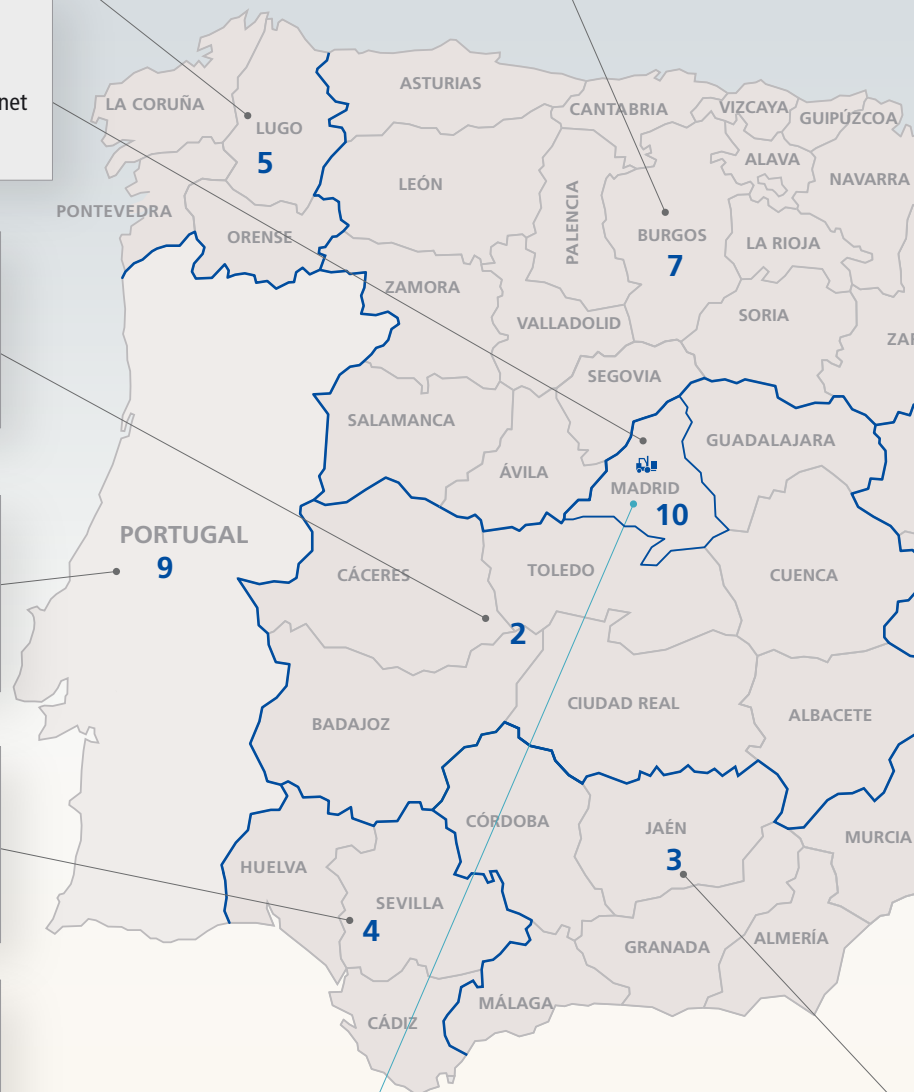 net
ASTURIAS
LA CORUÑA
CANTABRIA
VIZCAYA
GUIPÚZCOA
LUGO
5
ALAVA
LEÓN
NAVARRA
PALENCIA
PONTEVEDRA
ORENSE
BURGOS
7
LA RIOJA
ZAMORA
VALLADOLID
SORIA
ZAR
SEGOVIA
SALAMANCA
GUADALAJARA
ÁVILA
MADRID
10
PORTUGAL
9
CÁCERES
TOLEDO
CUENCA
2
CIUDAD REAL
BADAJOZ
ALBACETE
CÓRDOBA
JAÉN
3
MURCIA
HUELVA
SEVILLA
4
GRANADA
ALMERÍA
MÁLAGA
CÁDIZ